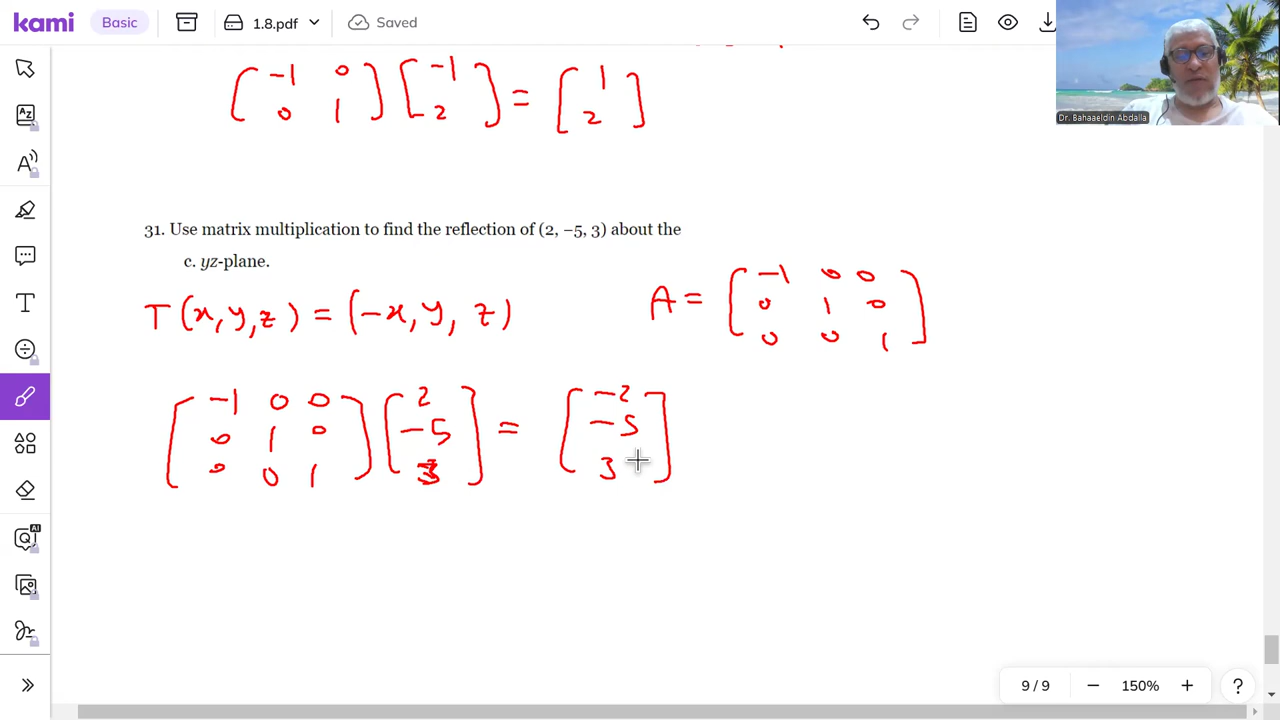 kami Basic 1.8.pdf Saved
Dr. Bahaaeldin Abdalla
[-1 0] [-1] = [1]
[0 1] [2] [2]
31. Use matrix multiplication to find the reflection of (2, −5, 3) about the
c. yz-plane.
T(x,y,z) = (-x, y, z)
A = [-1 0 0]
[0 1 0]
[0 0 1]
[-1 0 0] [2] = [-2]
[0 1 0] [-5] [-5]
[0 0 1] [3] [3]
9 / 9 − 150% + ?